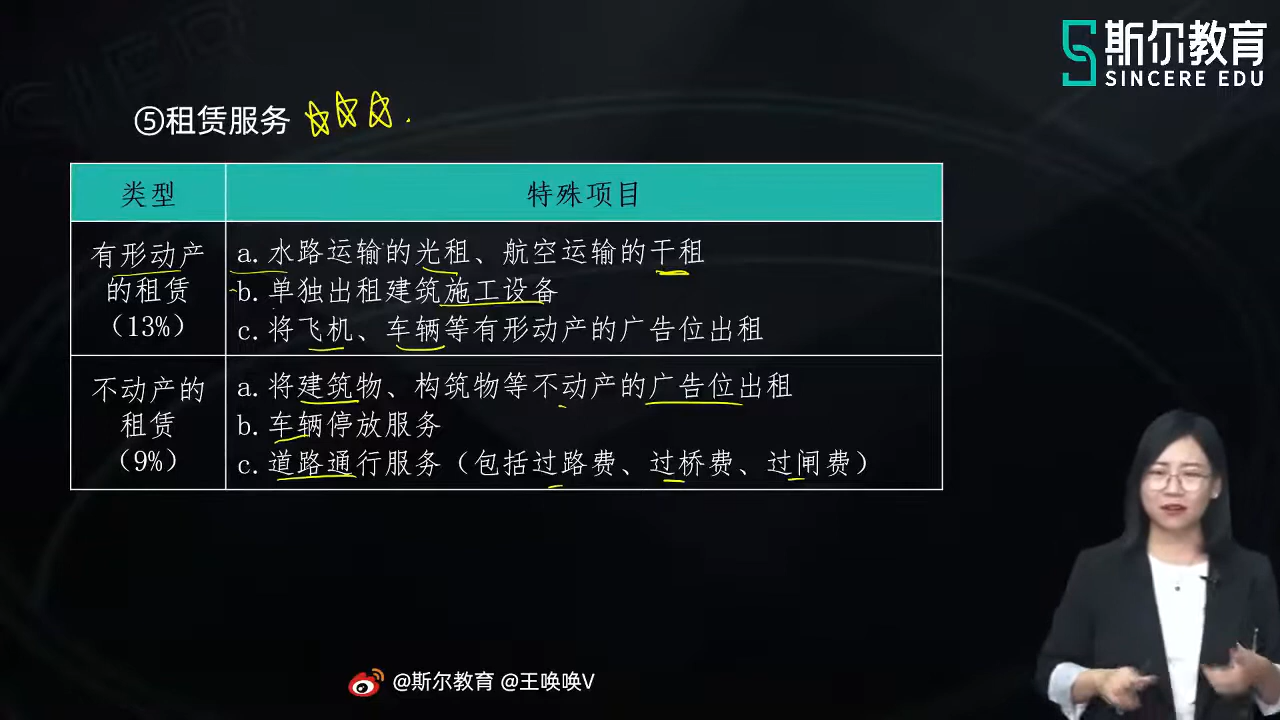 斯尔教育
SINCERE EDU
⑤租赁服务
类型
特殊项目
有形动产
的租赁
（13%）
a.水路运输的光租、航空运输的干租
b.单独出租建筑施工设备
c.将飞机、车辆等有形动产的广告位出租
不动产的
租赁
（9%）
a.将建筑物、构筑物等不动产的广告位出租
b.车辆停放服务
c.道路通行服务（包括过路费、过桥费、过闸费）
@斯尔教育 @王唤唤V